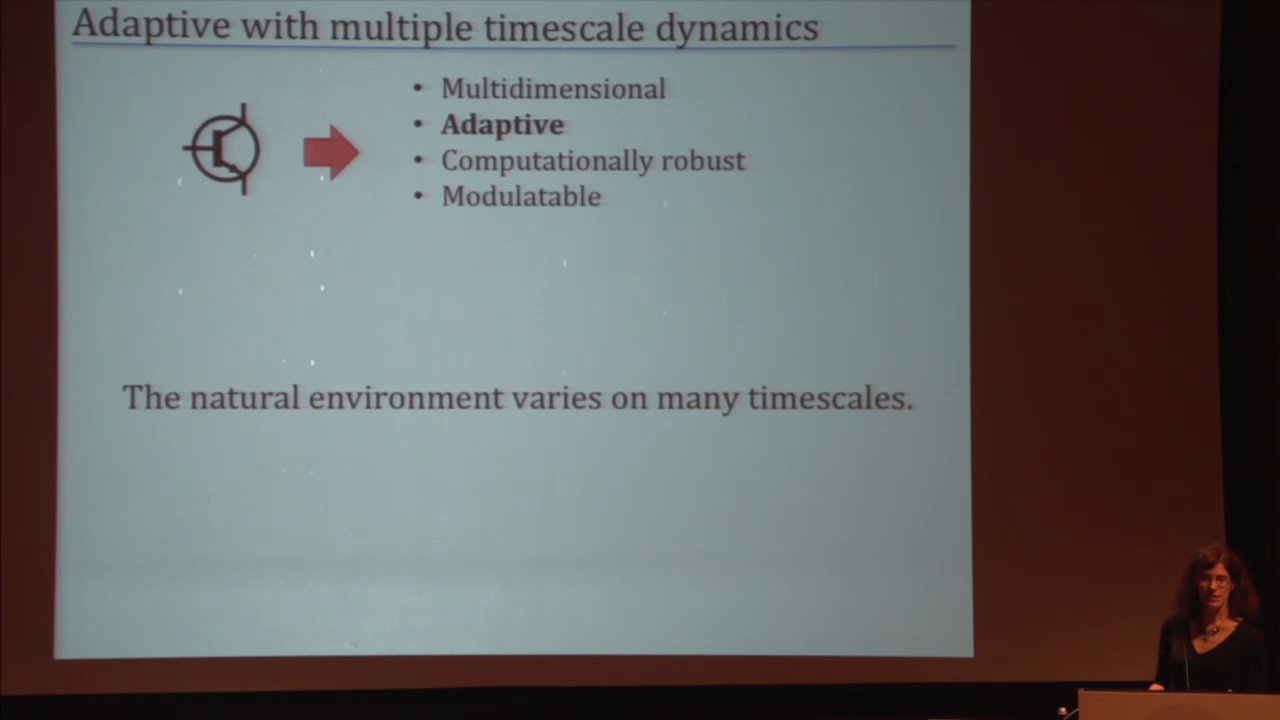 Adaptive with multiple timescale dynamics
• Multidimensional
• Adaptive
• Computationally robust
• Modulatable
The natural environment varies on many timescales.